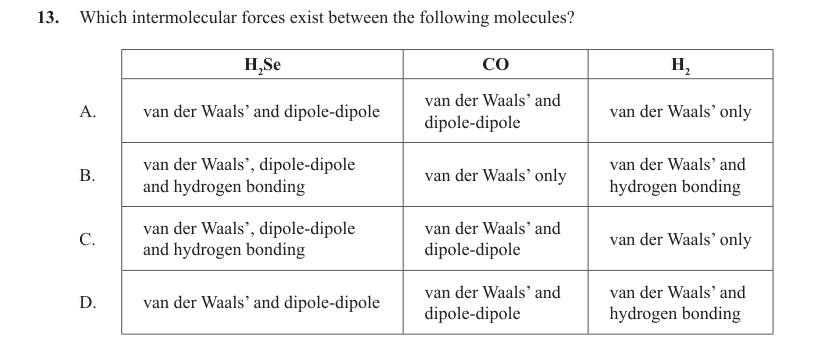 13. Which intermolecular forces exist between the following molecules?
H₂Se CO H₂
A. van der Waals’ and dipole-dipole van der Waals’ and dipole-dipole van der Waals’ only
B. van der Waals’, dipole-dipole and hydrogen bonding van der Waals’ only van der Waals’ and hydrogen bonding
C. van der Waals’, dipole-dipole and hydrogen bonding van der Waals’ and dipole-dipole van der Waals’ only
D. van der Waals’ and dipole-dipole van der Waals’ and dipole-dipole van der Waals’ and hydrogen bonding